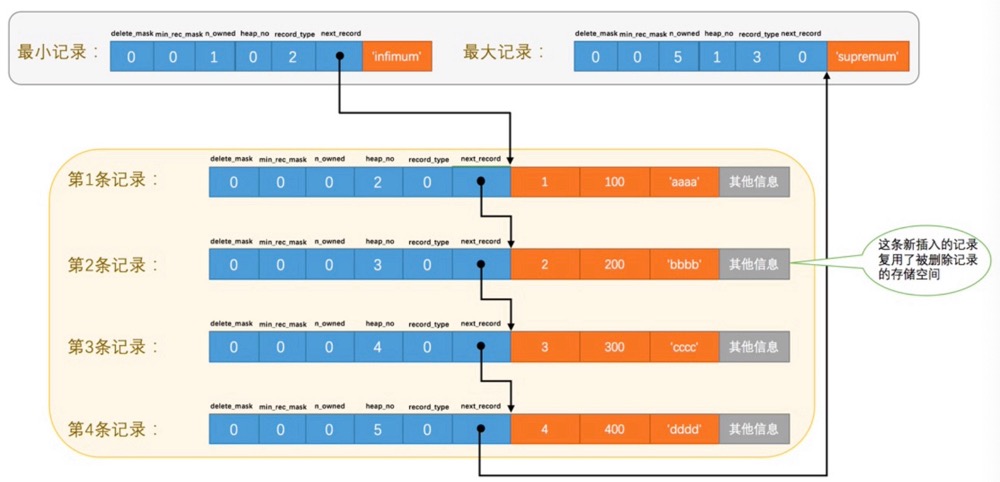 delete_mask min_rec_mask n_owned heap_no record_type next_record
最小记录： 0 0 1 0 2 'infimum'
delete_mask min_rec_mask n_owned heap_no record_type next_record
最大记录： 0 0 5 1 3 0 'supremum'
delete_mask min_rec_mask n_owned heap_no record_type next_record
第1条记录： 0 0 0 2 0 1 100 'aaaa' 其他信息
delete_mask min_rec_mask n_owned heap_no record_type next_record
第2条记录： 0 0 0 3 0 2 200 'bbbb' 其他信息
这条新插入的记录
复用了被删除记录
的存储空间
delete_mask min_rec_mask n_owned heap_no record_type next_record
第3条记录： 0 0 0 4 0 3 300 'cccc' 其他信息
delete_mask min_rec_mask n_owned heap_no record_type next_record
第4条记录： 0 0 0 5 0 4 400 'dddd' 其他信息